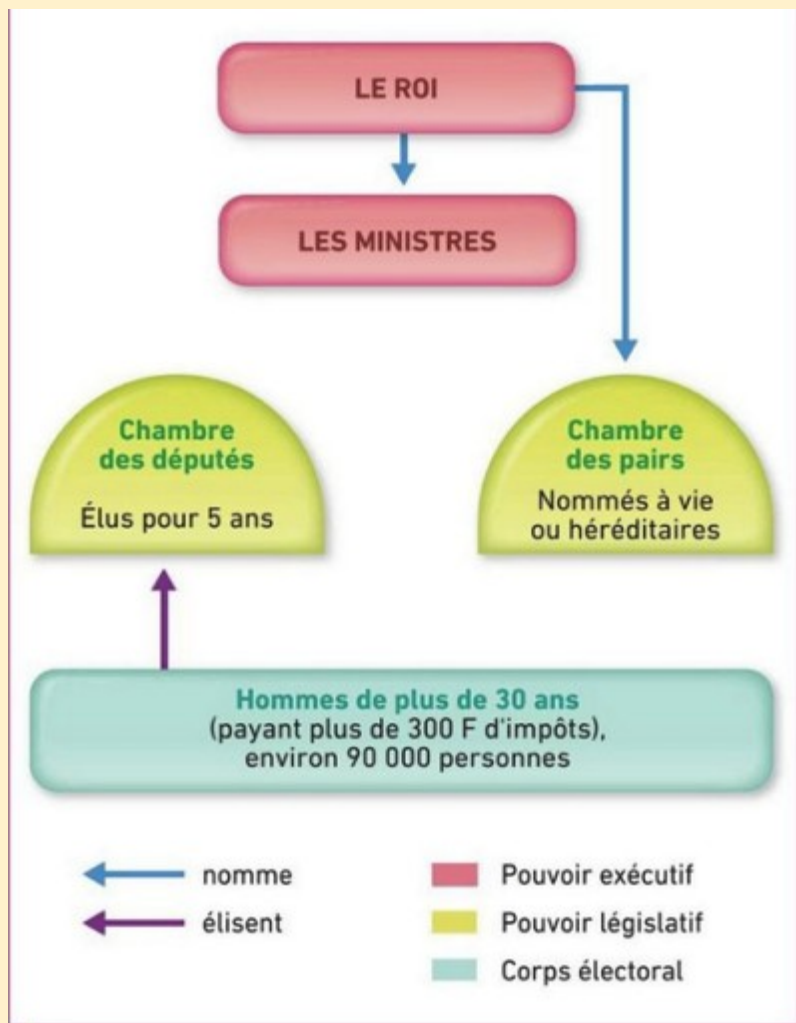 LE ROI
LES MINISTRES
Chambre
des députés
Élus pour 5 ans
Chambre
des pairs
Nommés à vie
ou héréditaires
Hommes de plus de 30 ans
(payant plus de 300 F d'impôts),
environ 90 000 personnes
nomme
élisent
Pouvoir exécutif
Pouvoir législatif
Corps électoral